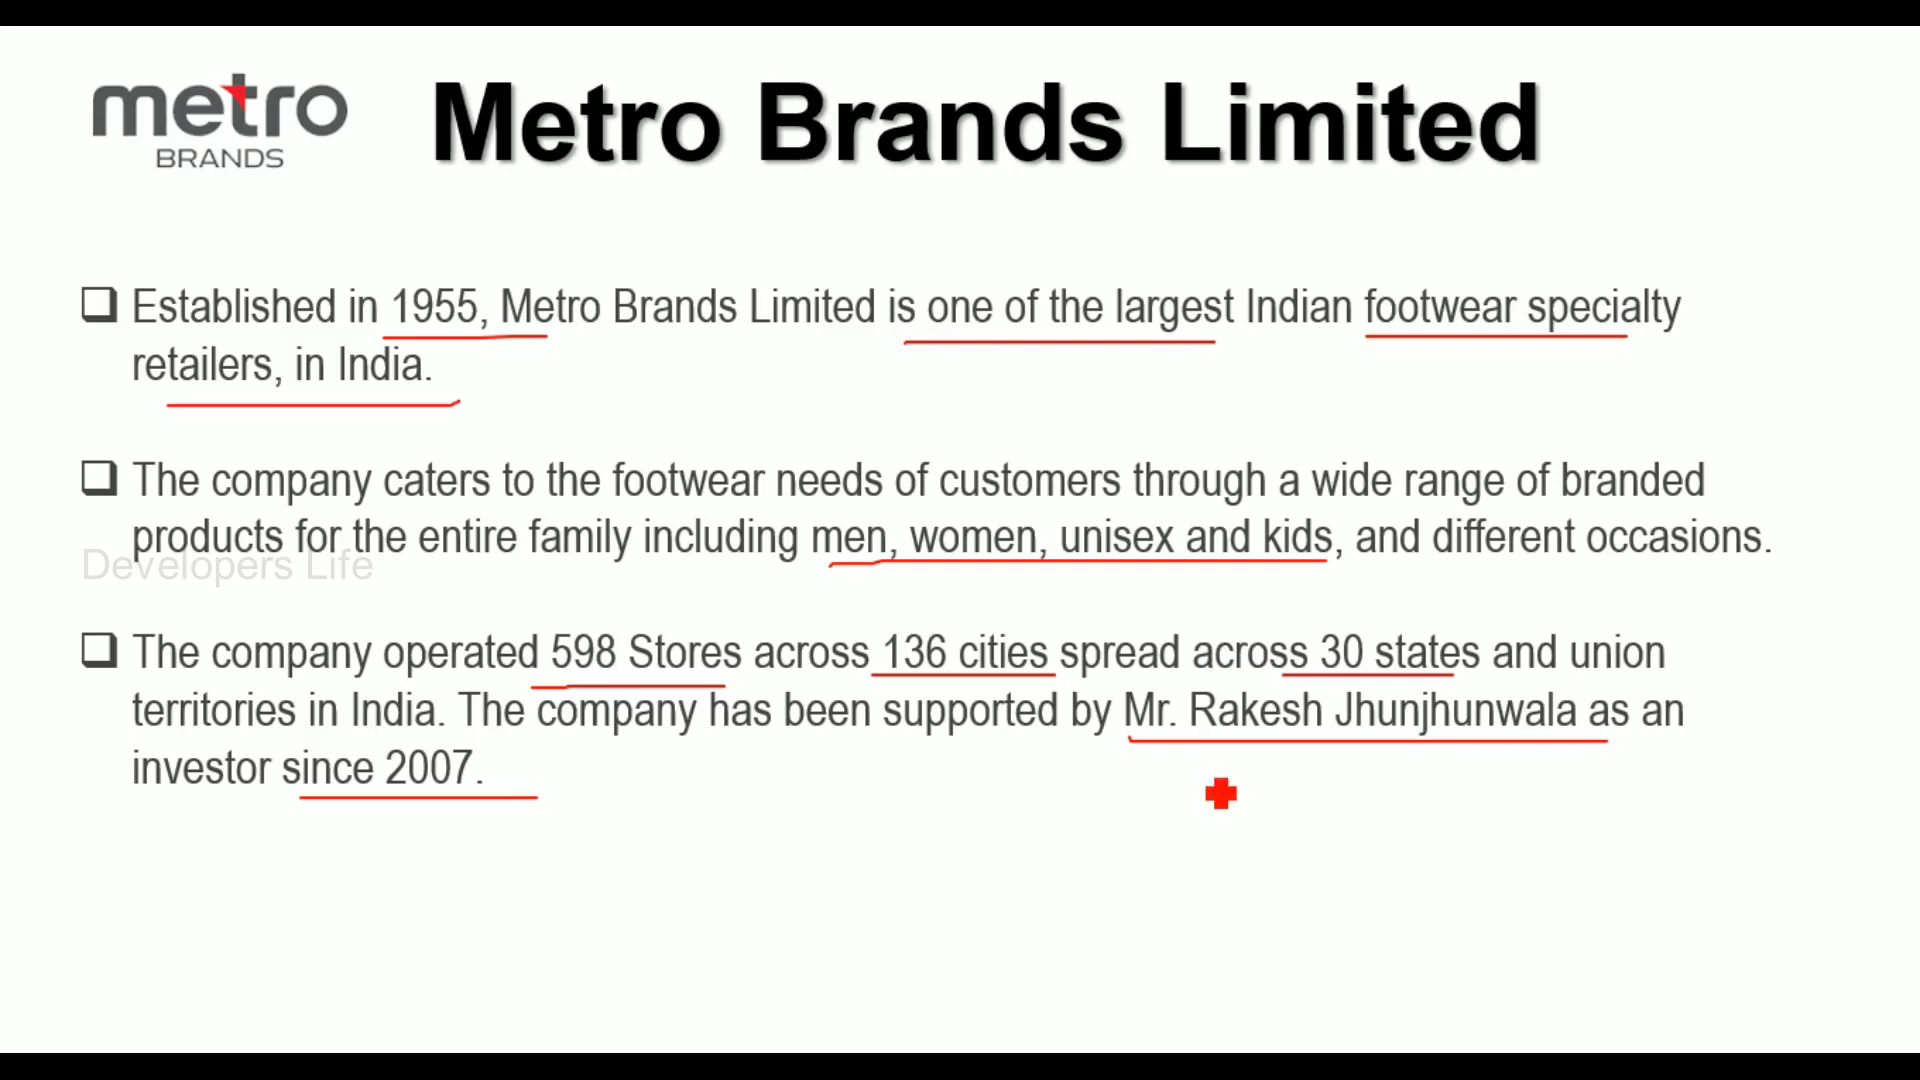 metro
BRANDS
Metro Brands Limited
Established in 1955, Metro Brands Limited is one of the largest Indian footwear specialty
retailers, in India.
The company caters to the footwear needs of customers through a wide range of branded
products for the entire family including men, women, unisex and kids, and different occasions.
Developers Life
The company operated 598 Stores across 136 cities spread across 30 states and union
territories in India. The company has been supported by Mr. Rakesh Jhunjhunwala as an
investor since 2007.